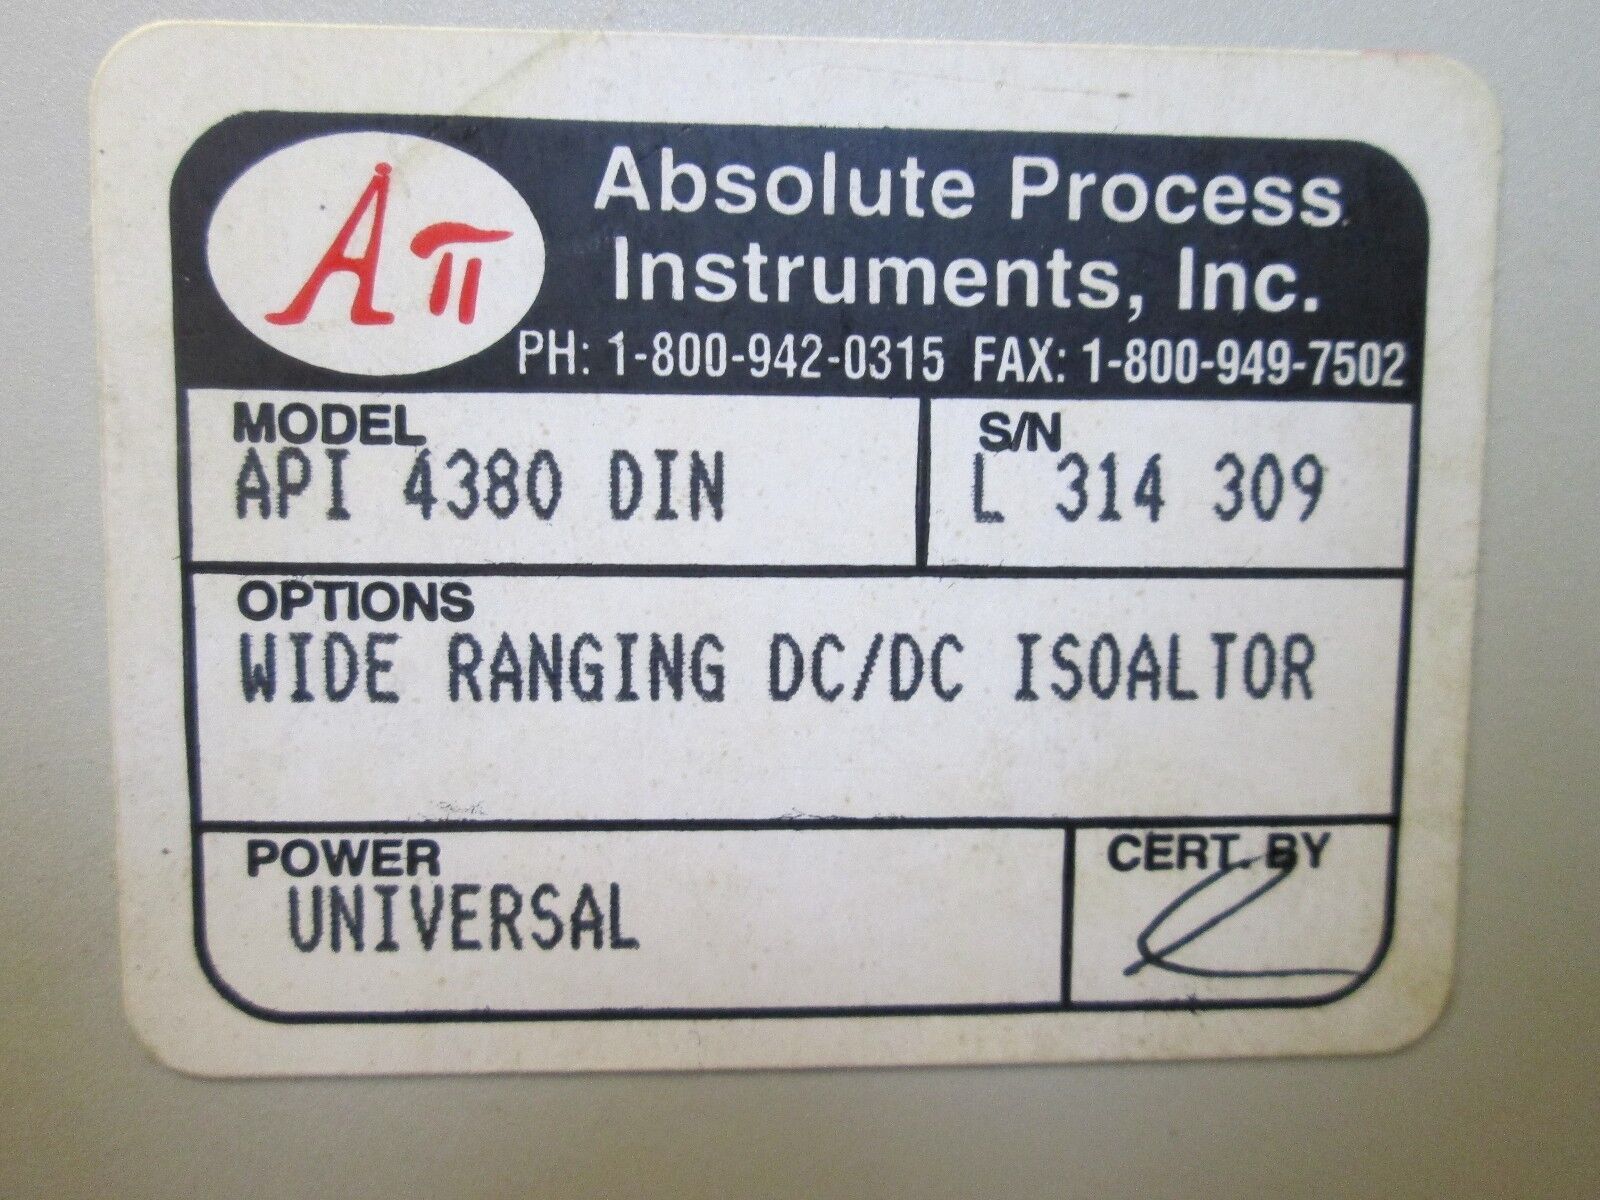 Aπ
Absolute Process
Instruments, Inc.
PH: 1-800-942-0315 FAX: 1-800-949-7502
MODEL
API 4380 DIN
S/N
L 314 309
OPTIONS
WIDE RANGING DC/DC ISOALTOR
POWER
UNIVERSAL
CERT. BY